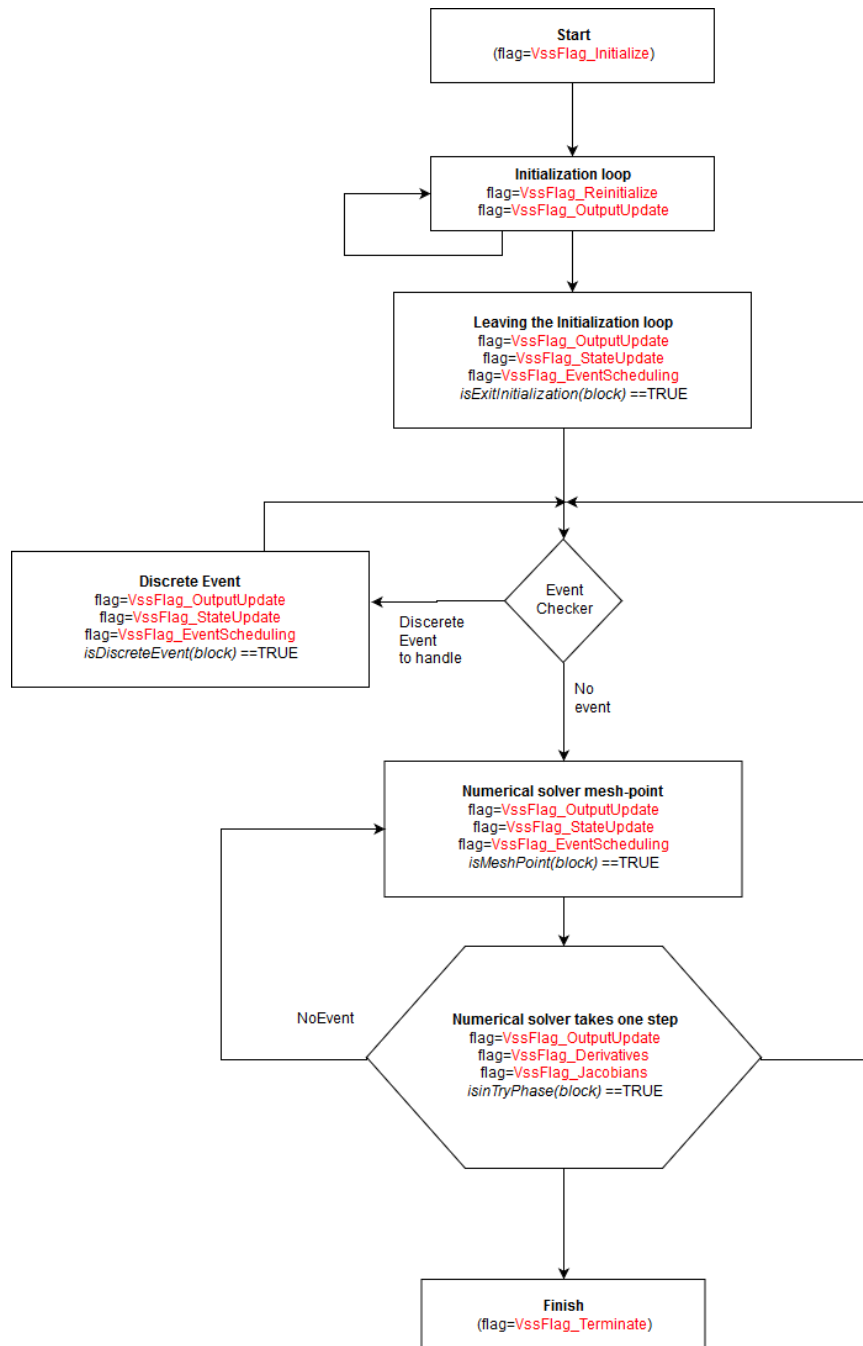 Start
(flag=VssFlag_Initialize)
Initialization loop
flag=VssFlag_Reinitialize
flag=VssFlag_OutputUpdate
Leaving the Initialization loop
flag=VssFlag_OutputUpdate
flag=VssFlag_StateUpdate
flag=VssFlag_EventScheduling
isExitInitialization(block) ==TRUE
Event
Checker
Discrete Event
flag=VssFlag_OutputUpdate
flag=VssFlag_StateUpdate
flag=VssFlag_EventScheduling
isDiscreteEvent(block) ==TRUE
Discerete
Event
to handle
No
event
Numerical solver mesh-point
flag=VssFlag_OutputUpdate
flag=VssFlag_StateUpdate
flag=VssFlag_EventScheduling
isMeshPoint(block) ==TRUE
NoEvent
Numerical solver takes one step
flag=VssFlag_OutputUpdate
flag=VssFlag_Derivatives
flag=VssFlag_Jacobians
isinTryPhase(block) ==TRUE
Finish
(flag=VssFlag_Terminate)